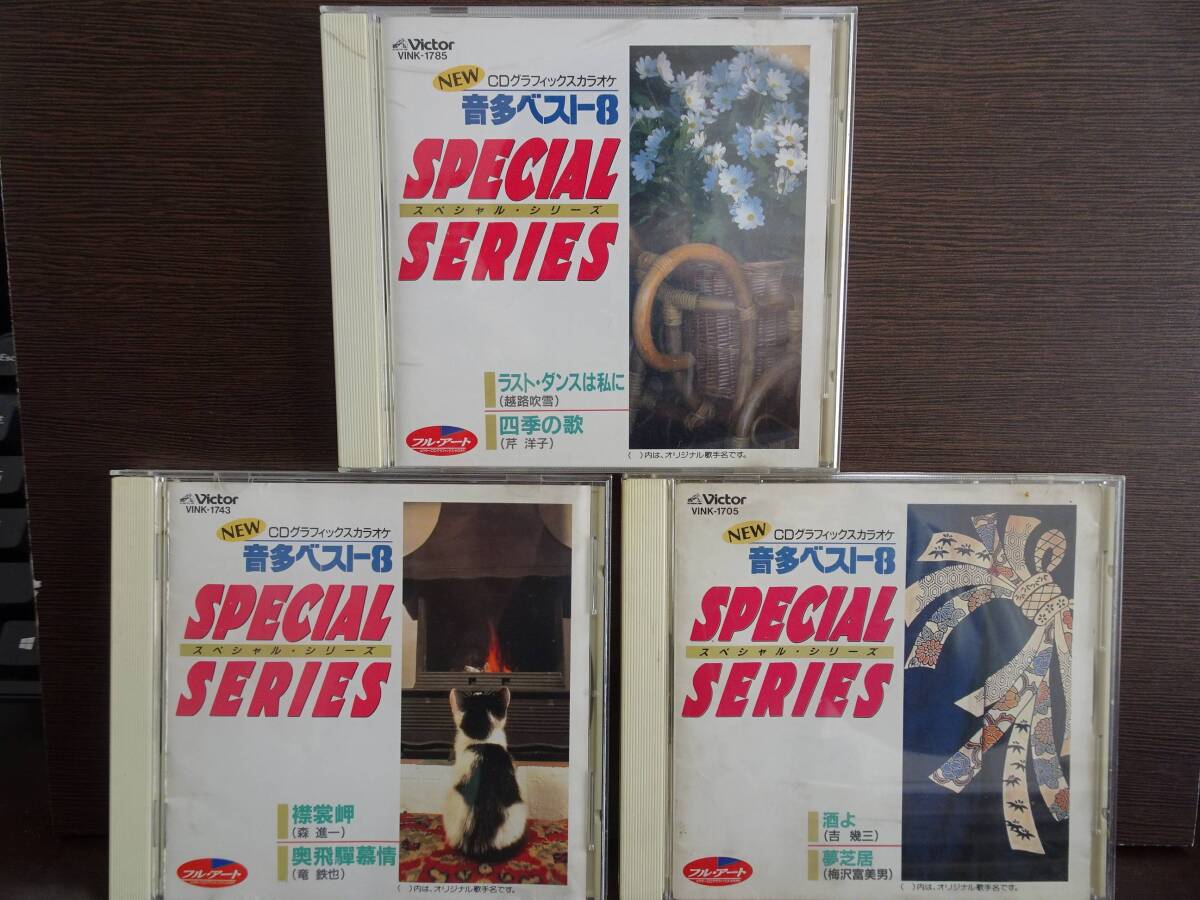 Victor
VINK-1785
NEW
CDグラフィックスカラオケ
音多ベスト8
SPECIAL
スペシャル・シリーズ
SERIES
ラスト・ダンスは私に
(越路吹雪)
四季の歌
(芹 洋子)
フル・アート
( )内は、オリジナル歌手名です。
Victor
VINK-1743
NEW
CDグラフィックスカラオケ
音多ベスト8
SPECIAL
スペシャル・シリーズ
SERIES
襟裳岬
(森 進一)
奥飛騨慕情
(竜 鉄也)
フル・アート
( )内は、オリジナル歌手名です。
Victor
VINK-1705
NEW
CDグラフィックスカラオケ
音多ベスト8
SPECIAL
スペシャル・シリーズ
SERIES
酒よ
(吉 幾三)
夢芝居
(梅沢富美男)
フル・アート
( )内は、オリジナル歌手名です。
Esc